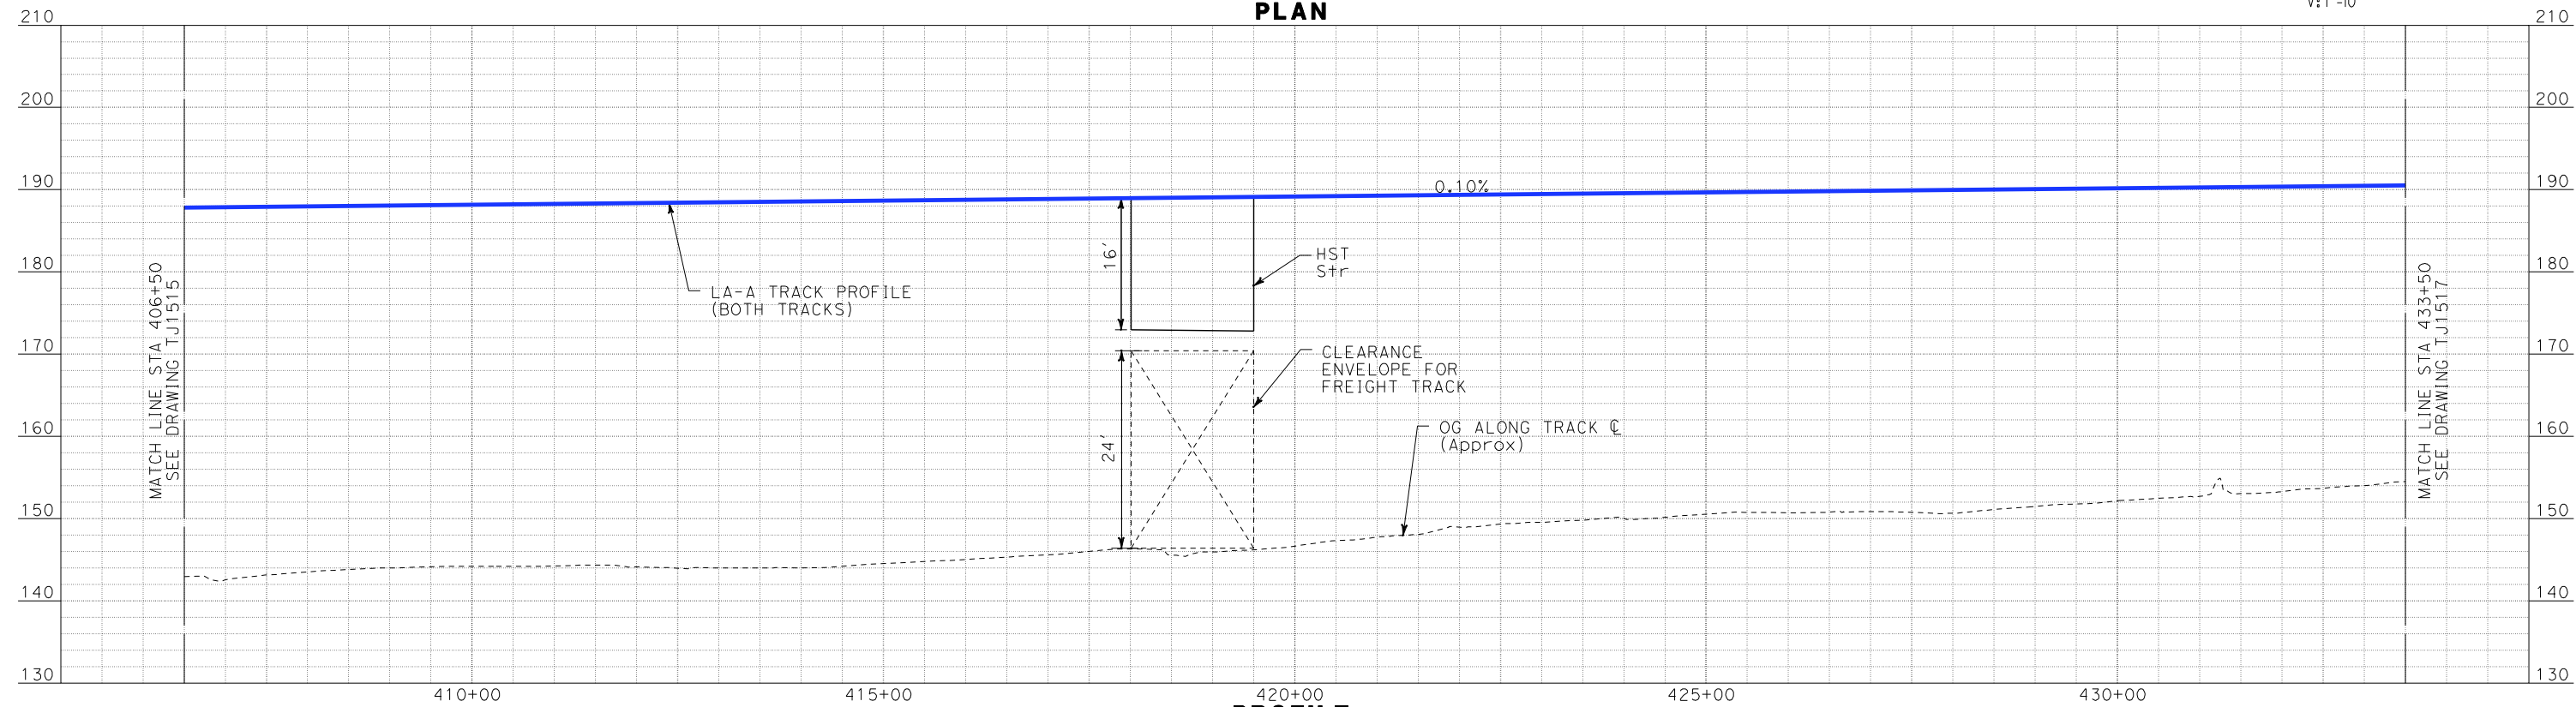 PLAN
V:1"=10'
210
210
200
200
190
190
0.10%
16'
HST
Str
180
180
LA-A TRACK PROFILE
(BOTH TRACKS)
MATCH LINE STA 406+50
SEE DRAWING TJ1515
MATCH LINE STA 433+50
SEE DRAWING TJ1517
170
170
CLEARANCE
ENVELOPE FOR
FREIGHT TRACK
24'
160
160
OG ALONG TRACK ℄
(Approx)
150
150
140
140
130
130
410+00
415+00
420+00
425+00
430+00